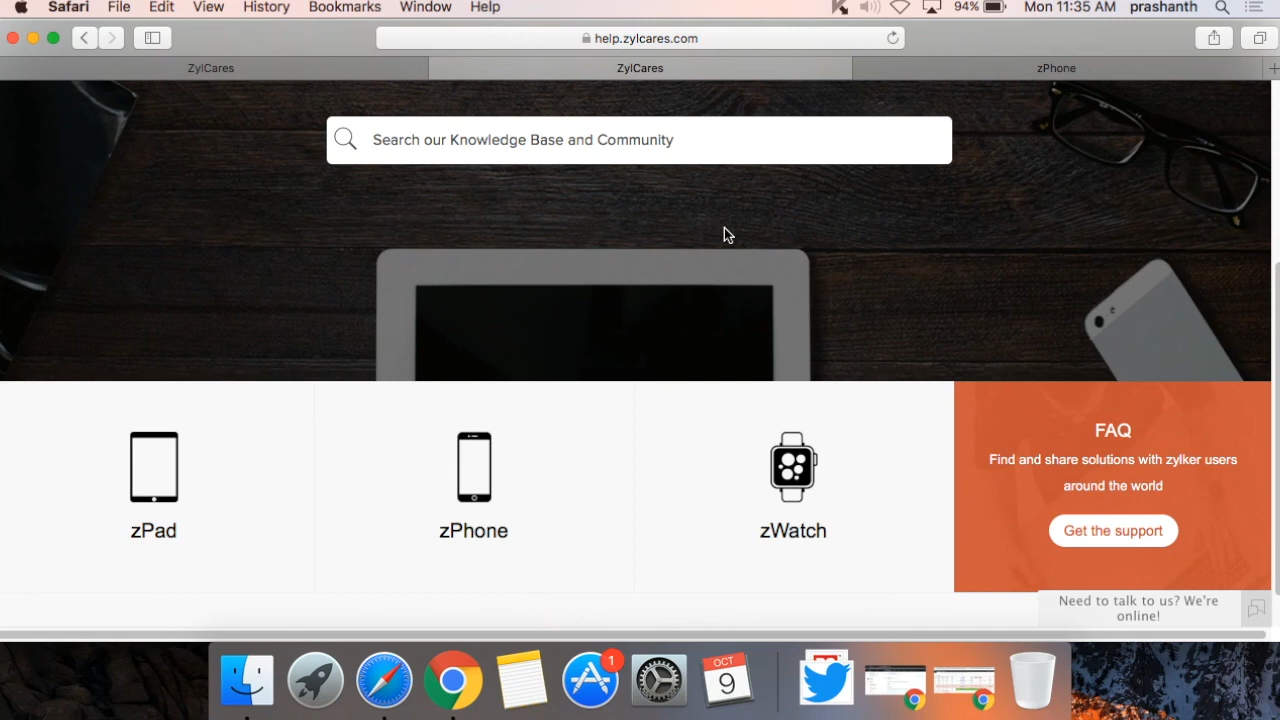 Safari File Edit View History Bookmarks Window Help 94% Mon 11:35 AM prashanth
help.zylcares.com
ZylCares ZylCares zPhone
Search our Knowledge Base and Community
zPad
zPhone
zWatch
FAQ
Find and share solutions with zylker users
around the world
Get the support
Need to talk to us? We're
online!
1
OCT
9